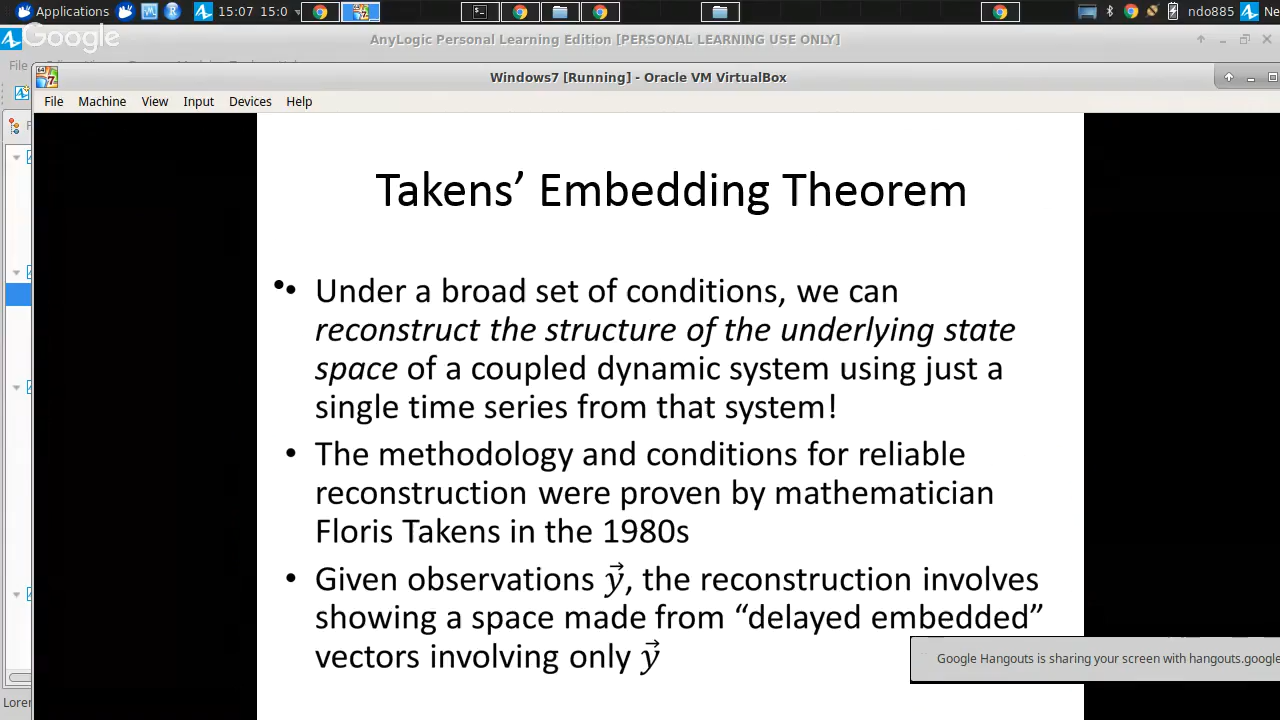 Applications 15:07 15:0 ndo885 Ne
Google
AnyLogic Personal Learning Edition [PERSONAL LEARNING USE ONLY]
File
Windows7 [Running] - Oracle VM VirtualBox
File Machine View Input Devices Help
Takens’ Embedding Theorem
• Under a broad set of conditions, we can
reconstruct the structure of the underlying state
space of a coupled dynamic system using just a
single time series from that system!
• The methodology and conditions for reliable
reconstruction were proven by mathematician
Floris Takens in the 1980s
• Given observations y⃗, the reconstruction involves
showing a space made from “delayed embedded”
vectors involving only y⃗
Google Hangouts is sharing your screen with hangouts.google
Lorer